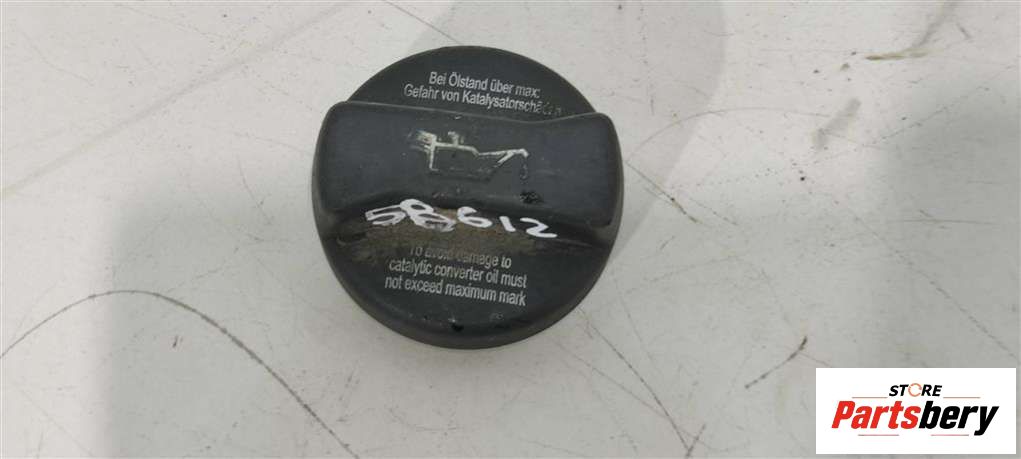 Bei Ölstand über max:
Gefahr von Katalysatorschäden
58612
To avoid damage to
catalytic converter oil must
not exceed maximum mark
STORE
Partsbery